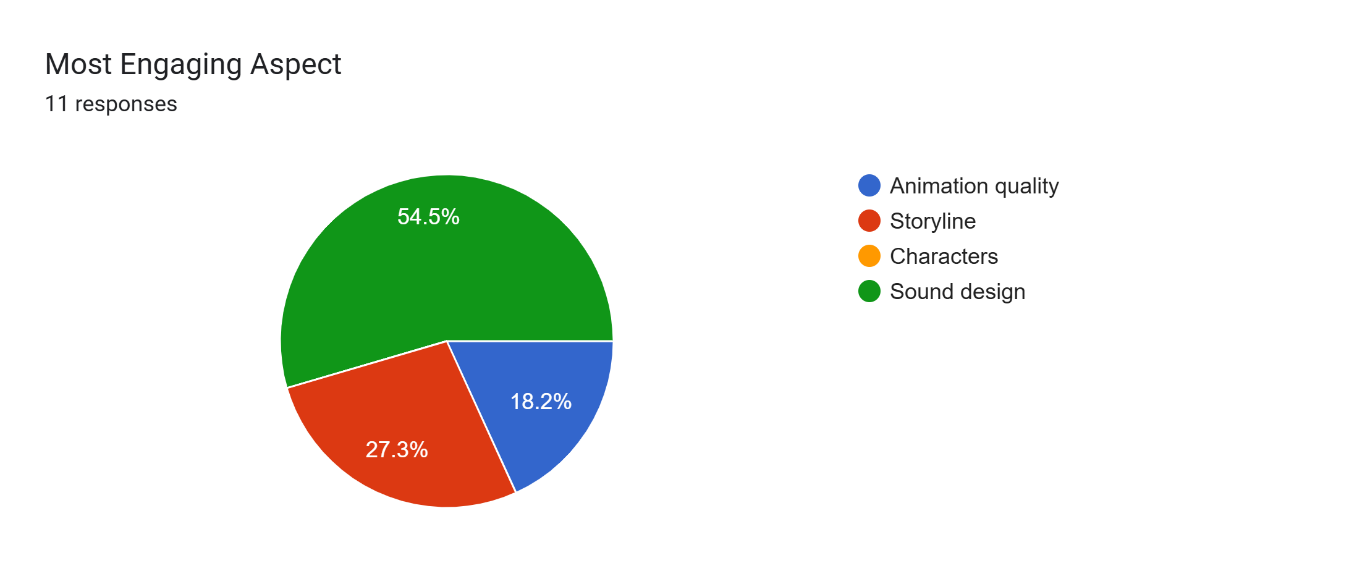 Most Engaging Aspect
11 responses
54.5%
18.2%
27.3%
Animation quality
Storyline
Characters
Sound design